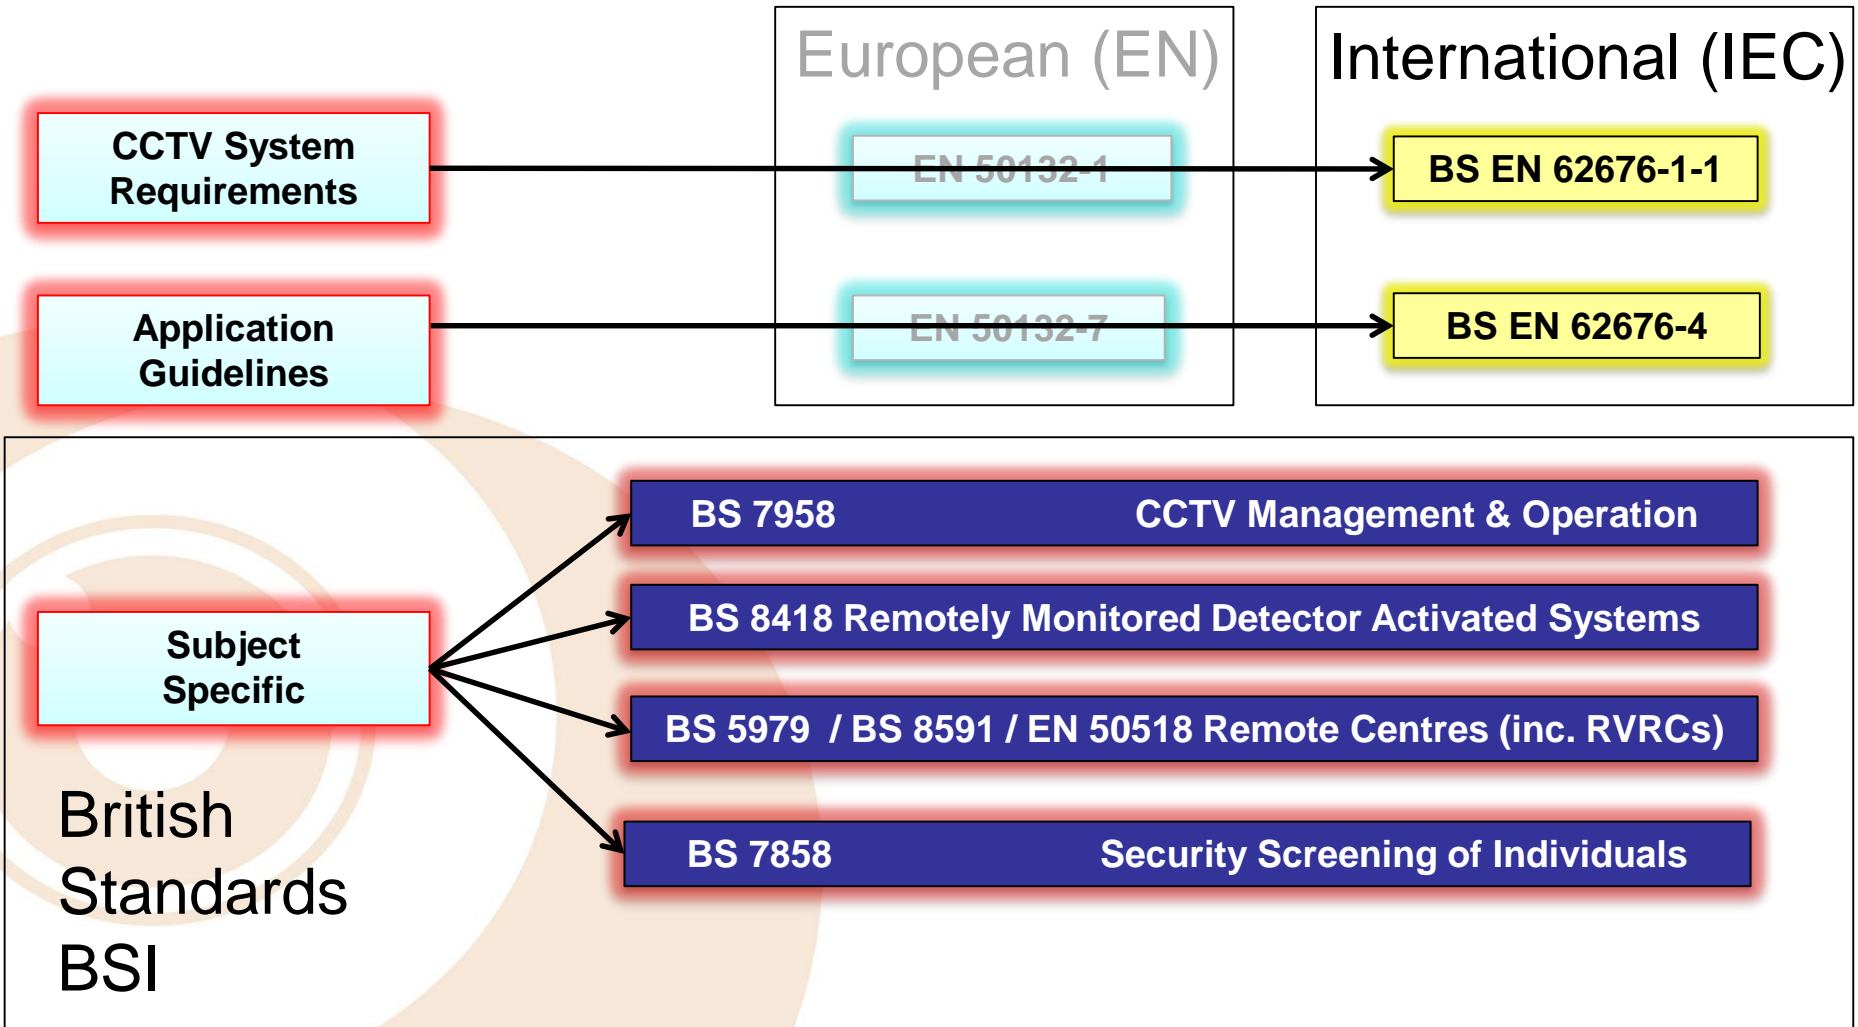 European (EN)
International (IEC)
CCTV System
Requirements
EN 50132-1
BS EN 62676-1-1
Application
Guidelines
EN 50132-7
BS EN 62676-4
Subject
Specific
BS 7958 CCTV Management & Operation
BS 8418 Remotely Monitored Detector Activated Systems
BS 5979 / BS 8591 / EN 50518 Remote Centres (inc. RVRCs)
BS 7858 Security Screening of Individuals
British
Standards
BSI